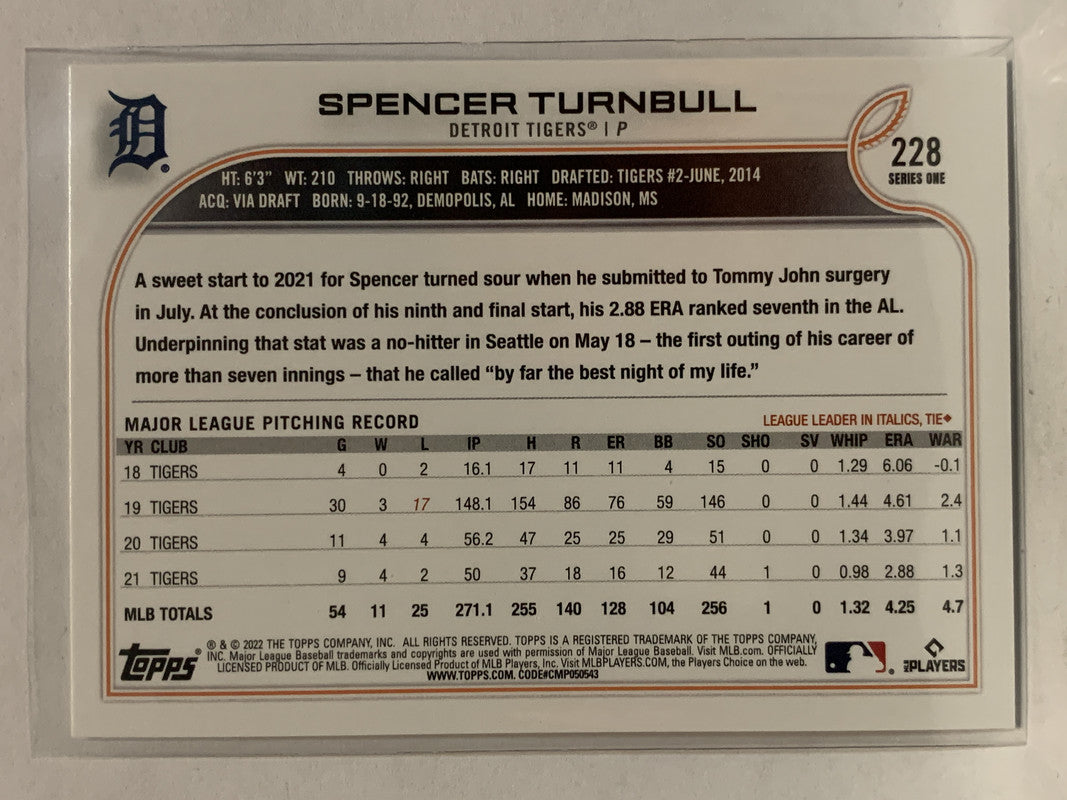 D
SPENCER TURNBULL
DETROIT TIGERS® | P
228
SERIES ONE
HT: 6'3" WT: 210 THROWS: RIGHT BATS: RIGHT DRAFTED: TIGERS #2-JUNE, 2014
ACQ: VIA DRAFT BORN: 9-18-92, DEMOPOLIS, AL HOME: MADISON, MS
A sweet start to 2021 for Spencer turned sour when he submitted to Tommy John surgery
in July. At the conclusion of his ninth and final start, his 2.88 ERA ranked seventh in the AL.
Underpinning that stat was a no-hitter in Seattle on May 18 – the first outing of his career of
more than seven innings – that he called “by far the best night of my life.”
MAJOR LEAGUE PITCHING RECORD LEAGUE LEADER IN ITALICS, TIE◆
YR CLUB G W L IP H R ER BB SO SHO SV WHIP ERA WAR
18 TIGERS 4 0 2 16.1 17 11 11 4 15 0 0 1.29 6.06 -0.1
19 TIGERS 30 3 17 148.1 154 86 76 59 146 0 0 1.44 4.61 2.4
20 TIGERS 11 4 4 56.2 47 25 25 29 51 0 0 1.34 3.97 1.1
21 TIGERS 9 4 2 50 37 18 16 12 44 1 0 0.98 2.88 1.3
MLB TOTALS 54 11 25 271.1 255 140 128 104 256 1 0 1.32 4.25 4.7
topps®
® & © 2022 THE TOPPS COMPANY, INC. ALL RIGHTS RESERVED. TOPPS IS A REGISTERED TRADEMARK OF THE TOPPS COMPANY,
INC. Major League Baseball trademarks and copyrights are used with permission of Major League Baseball. Visit MLB.com. OFFICIALLY
LICENSED PRODUCT OF MLB. Officially Licensed Product of MLB Players, Inc. Visit MLBPLAYERS.COM, the Players Choice on the web.
WWW.TOPPS.COM. CODE#CMP050543
MLB PLAYERS